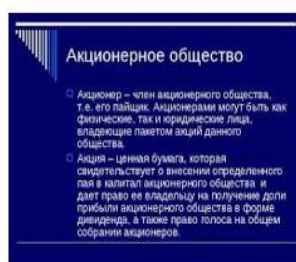 Акционерное общество
Акционер – член акционерного общества,
т.е. его пайщик. Акционерами могут быть как
физические, так и юридические лица,
владеющие пакетом акций данного
общества.
Акция – ценная бумага, которая
свидетельствует о внесении определенного
пая в капитал акционерного общества и
дает право ее владельцу на получение доли
прибыли акционерного общества в форме
дивиденда, а также право голоса на общем
собрании акционеров.